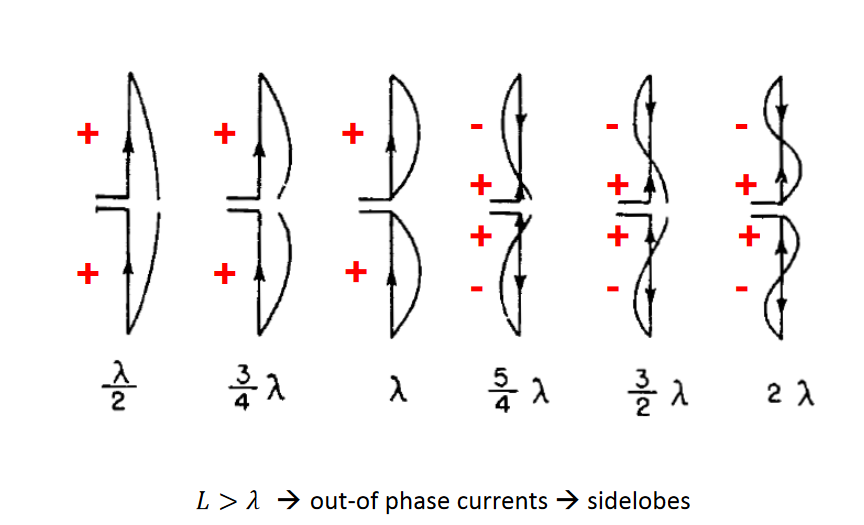 + + + - - -
+ + +
+ + +
+ + + - - -
λ/2 3/4 λ λ 5/4 λ 3/2 λ 2 λ
L > λ → out-of phase currents → sidelobes